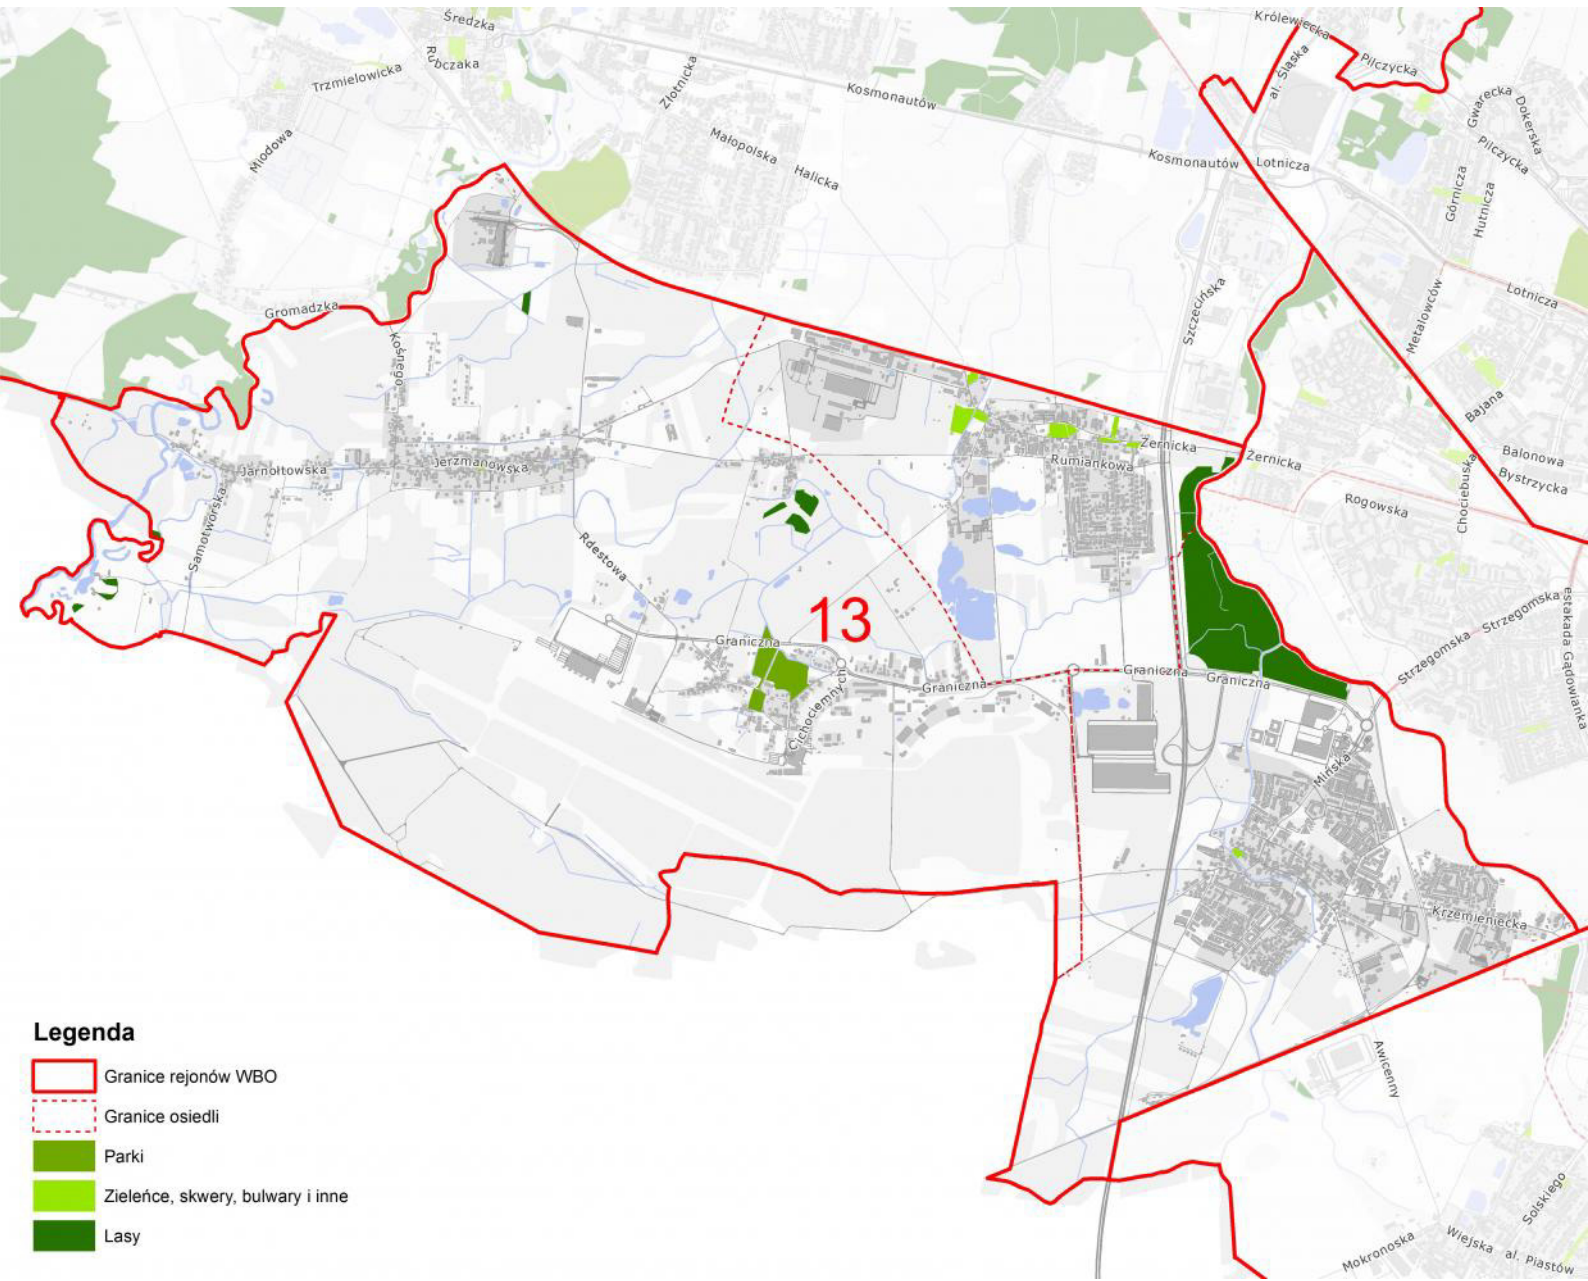 Średzka
Królewiecka
Rubczaka
Pilczycka
al. Śląska
Trzmielowicka
Złotnicka
Kosmonautów
Gwarecka
Dokerska
Miodowa
Małopolska
Halicka
Kosmonautów
Lotnicza
Pilczycka
Górnicza
Hutnicza
Gromadzka
Szczecińska
Metalowców
Lotnicza
Kośnego
Bajana
Jarnołtowska
Jerzmanowska
Żernicka
Rumiankowa
Żernicka
Balonowa
Bystrzycka
Chociebuska
Rogowska
Samotworska
Rdestowa
13
Strzegomska
Strzegomska
estakada Gądowianka
Graniczna
Graniczna
Graniczna
Graniczna
Cichociemnych
Mińska
Krzemieniecka
Awicenny
Solskiego
Mokronoska
Wiejska
al. Piastów
Legenda
Granice rejonów WBO
Granice osiedli
Parki
Zieleńce, skwery, bulwary i inne
Lasy